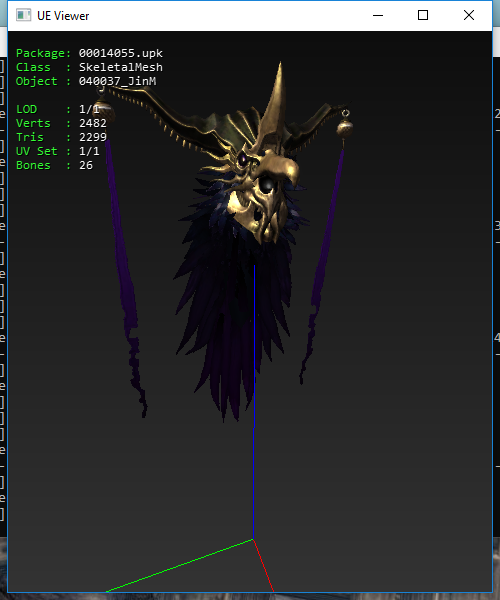 UE Viewer
Package: 00014055.upk
Class : SkeletalMesh
Object : 040037_JinM
LOD : 1/1
Verts : 2482
Tris : 2299
UV Set : 1/1
Bones : 26